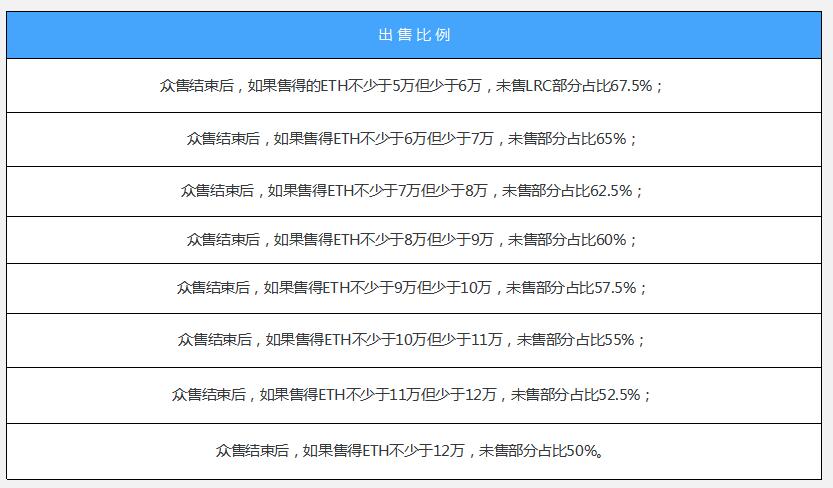 出售比例
众售结束后，如果售得的ETH不少于5万但少于6万，未售LRC部分占比67.5%；
众售结束后，如果售得ETH不少于6万但少于7万，未售部分占比65%；
众售结束后，如果售得ETH不少于7万但少于8万，未售部分占比62.5%；
众售结束后，如果售得ETH不少于8万但少于9万，未售部分占比60%；
众售结束后，如果售得ETH不少于9万但少于10万，未售部分占比57.5%；
众售结束后，如果售得ETH不少于10万但少于11万，未售部分占比55%；
众售结束后，如果售得ETH不少于11万但少于12万，未售部分占比52.5%；
众售结束后，如果售得ETH不少于12万，未售部分占比50%。